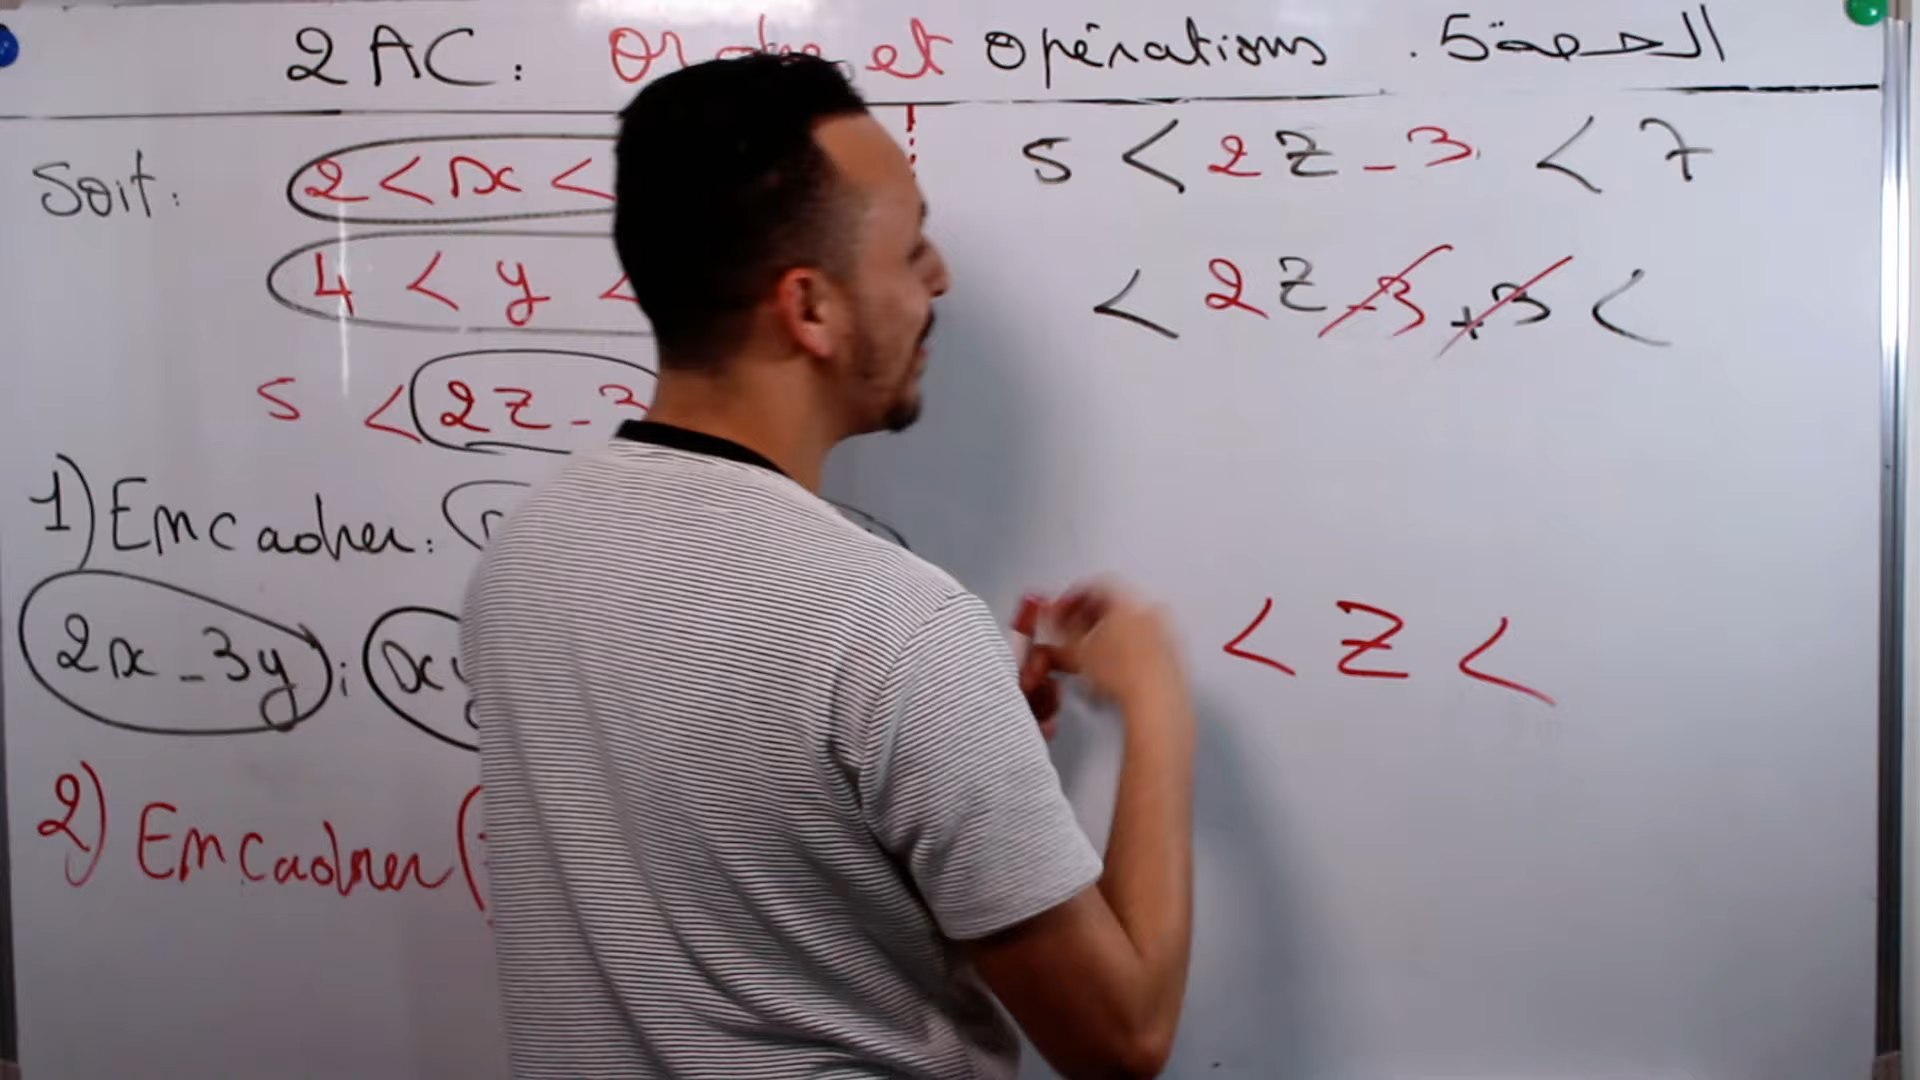 2AC: Ordre et Opérations . الحصة 5
Soit: 2 < x <
4 < y <
5 < 2z - 3
1) Encadrer:
2x - 3y ; xy
2) Encadrer
5 < 2z - 3 < 7
< 2z - 3 + 3 <
< z <